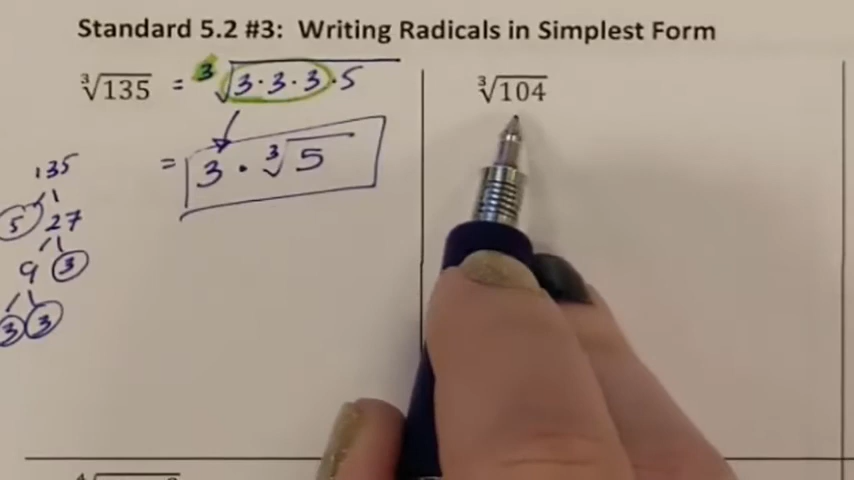 Standard 5.2 #3: Writing Radicals in Simplest Form
∛135 = ∛3·3·3·5
= 3 · ∛5
135
5 27
9 3
3 3
∛104